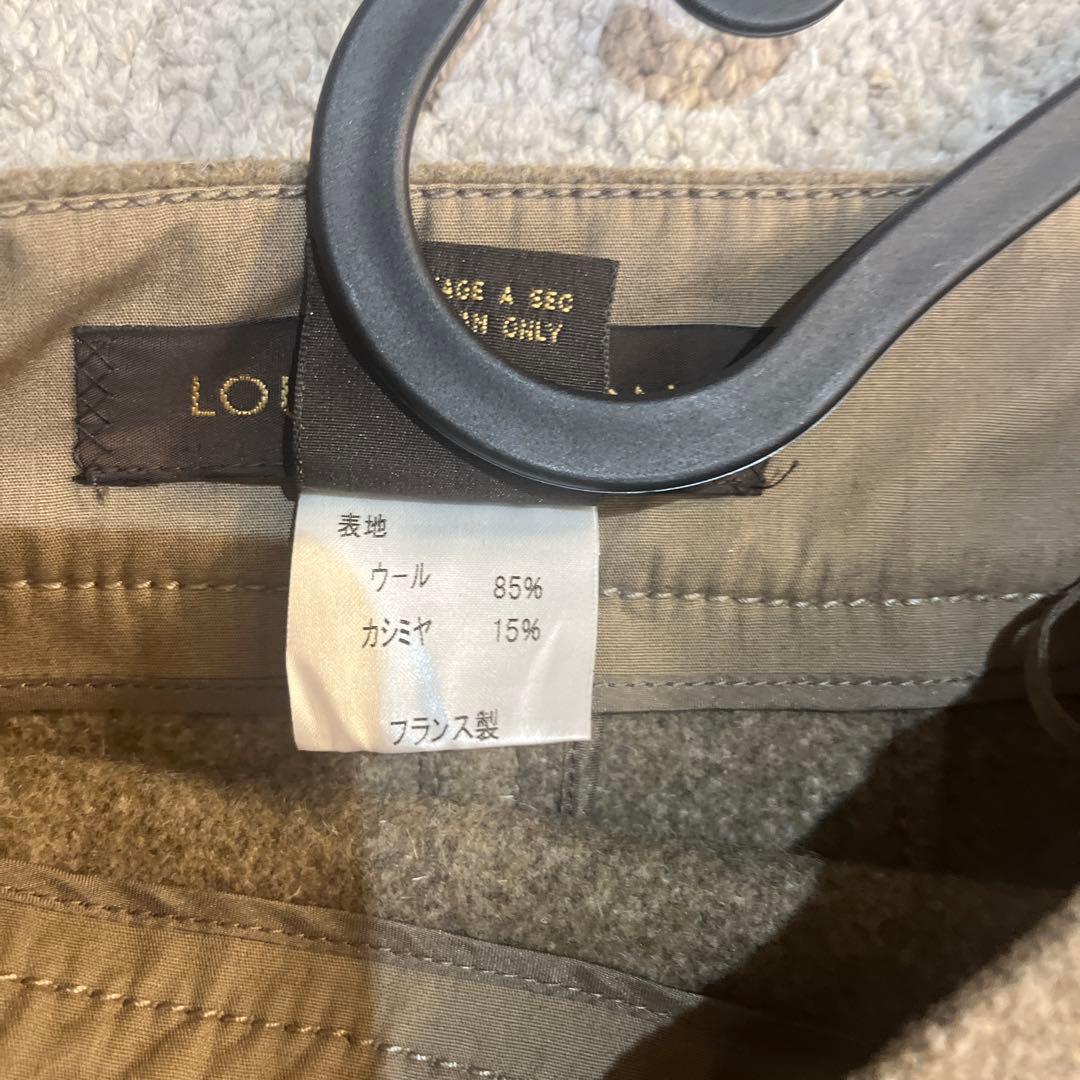 AGE A SEC
AN ONLY
LOU
表地
ウール 85%
カシミヤ 15%
フランス製